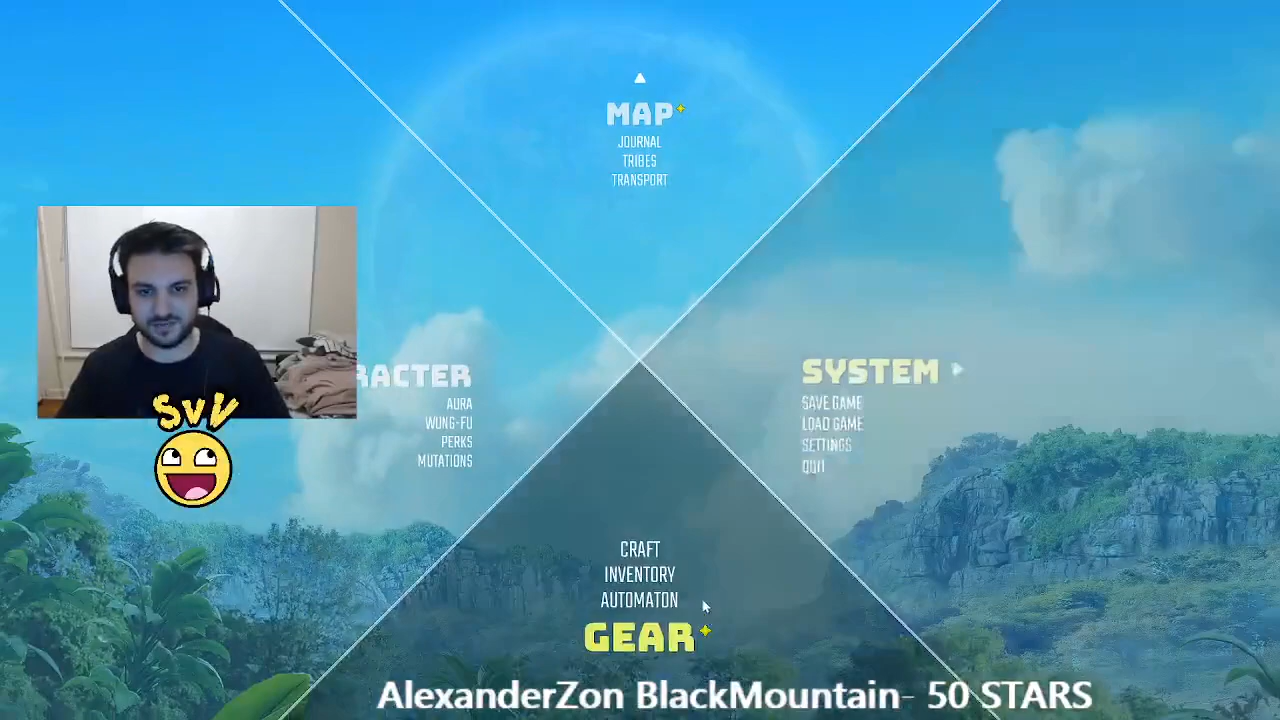 MAP
JOURNAL
TRIBES
TRANSPORT
RACTER
AURA
WUNG-FU
PERKS
MUTATIONS
SYSTEM
SAVE GAME
LOAD GAME
SETTINGS
QUIT
SvV
CRAFT
INVENTORY
AUTOMATON
GEAR
AlexanderZon BlackMountain- 50 STARS